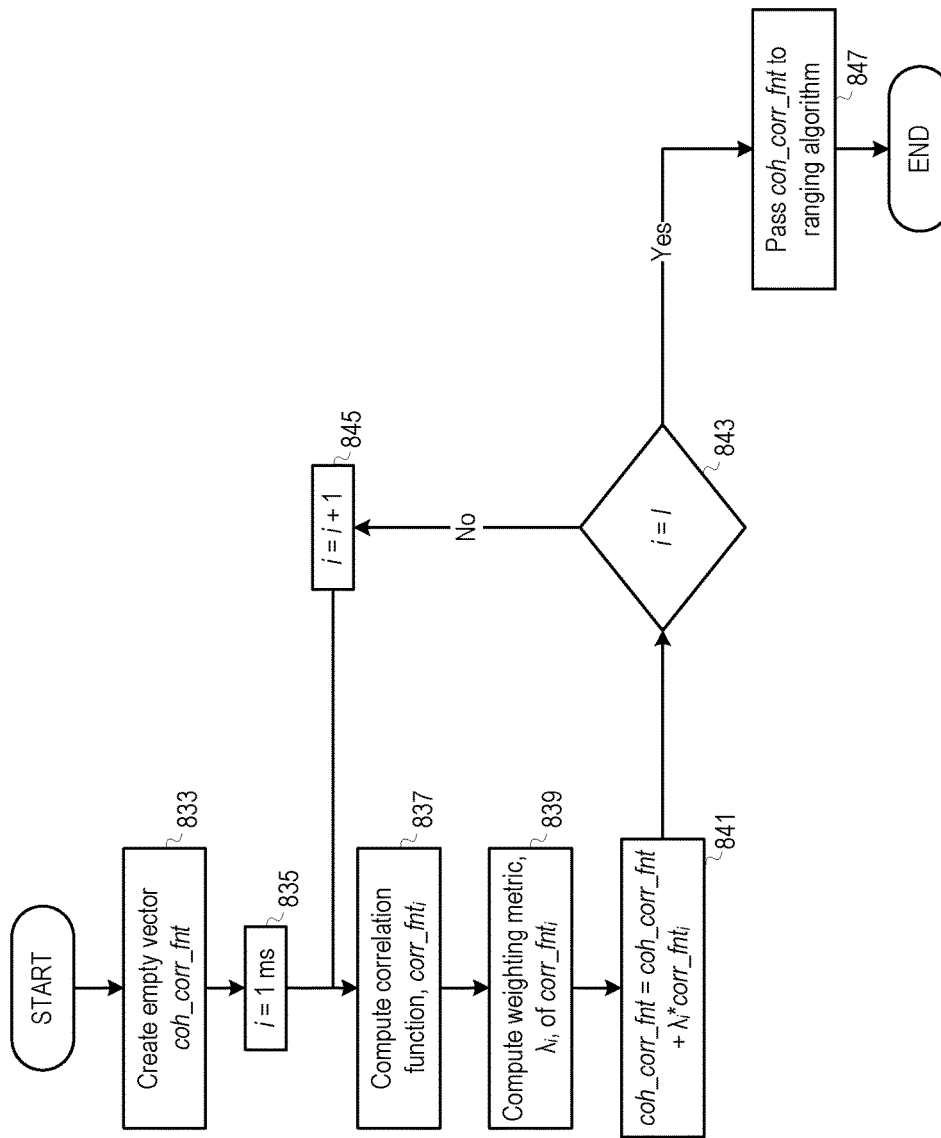 START
Create empty vector
coh_corr_fnt
833
i = 1 ms
835
Compute correlation
function, corr_fntᵢ
837
Compute weighting metric,
λᵢ, of corr_fntᵢ
839
coh_corr_fnt = coh_corr_fnt
+ λᵢ*corr_fntᵢ
841
i = I
843
No
i = i + 1
845
Yes
Pass coh_corr_fnt to
ranging algorithm
847
END